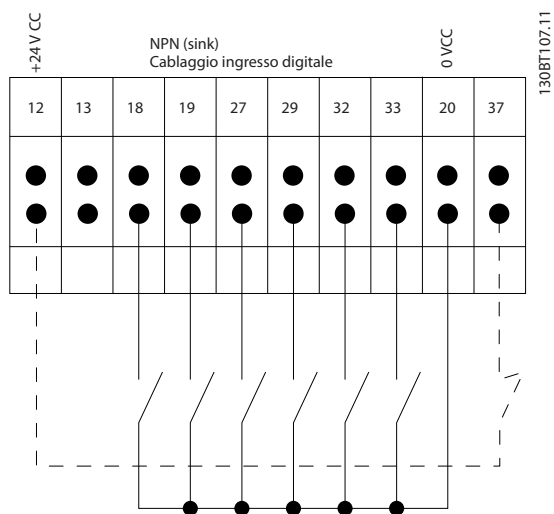 +24 V CC
NPN (sink)
Cablaggio ingresso digitale
0 VCC
130BT107.11
12 13 18 19 27 29 32 33 20 37